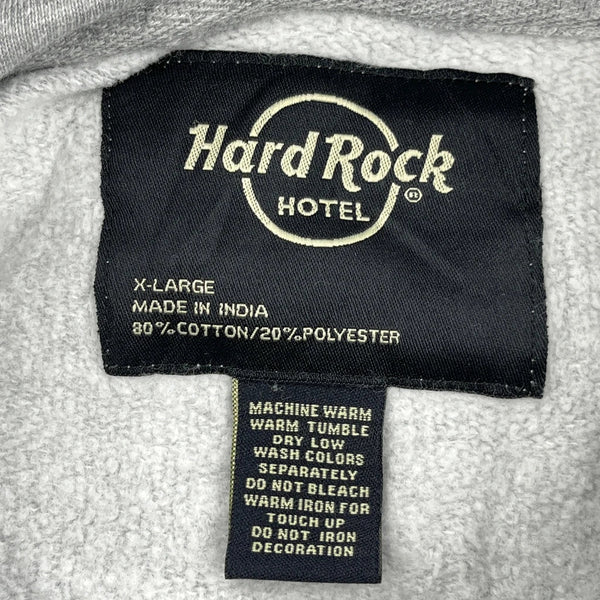 Hard Rock
HOTEL ®
X-LARGE
MADE IN INDIA
80%COTTON/20%POLYESTER
MACHINE WARM
WARM TUMBLE
DRY LOW
WASH COLORS
SEPARATELY
DO NOT BLEACH
WARM IRON FOR
TOUCH UP
DO NOT IRON
DECORATION